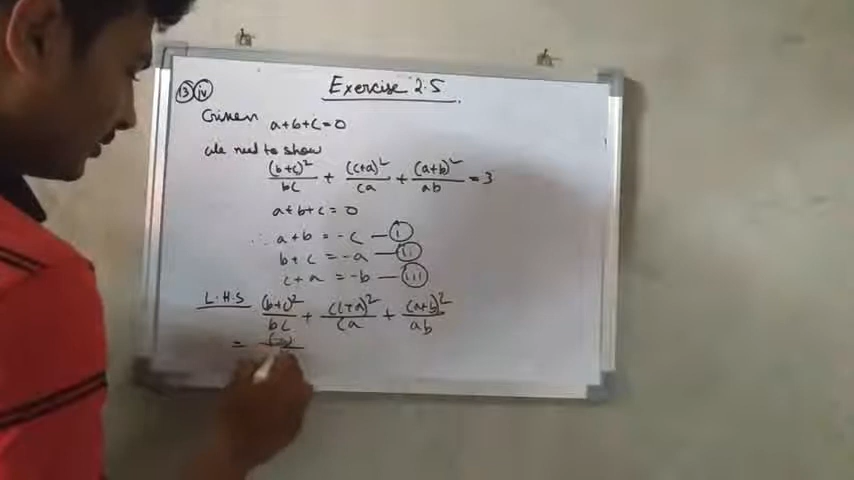 Exercise 2.5
13 iv
Given a+b+c=0
We need to show
(b+c)²/bc + (c+a)²/ca + (a+b)²/ab = 3
a+b+c = 0
∴ a+b = -c — i
b+c = -a — ii
c+a = -b — iii
L.H.S (b+c)²/bc + (c+a)²/ca + (a+b)²/ab
=